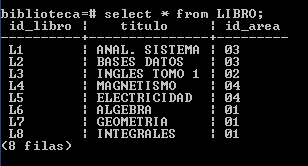 biblioteca=# select * from LIBRO;
id_libro | titulo | id_area
----------+----------------+---------
L1 | ANAL. SISTEMA | 03
L2 | BASES DATOS | 03
L3 | INGLES TOMO 1 | 02
L4 | MAGNETISMO | 04
L5 | ELECTRICIDAD | 04
L6 | ALGEBRA | 01
L7 | GEOMETRIA | 01
L8 | INTEGRALES | 01
(8 filas)